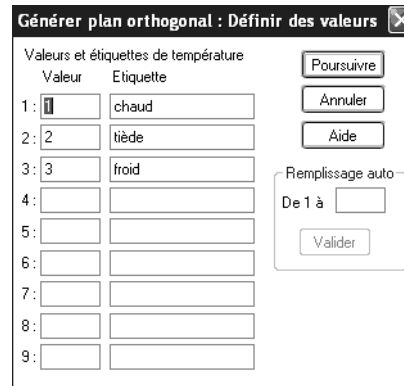 Générer plan orthogonal : Définir des valeurs
Valeurs et étiquettes de température
Valeur Etiquette
1 : 1 chaud
2 : 2 tiède
3 : 3 froid
4 :
5 :
6 :
7 :
8 :
9 :
Poursuivre
Annuler
Aide
Remplissage auto
De 1 à
Valider